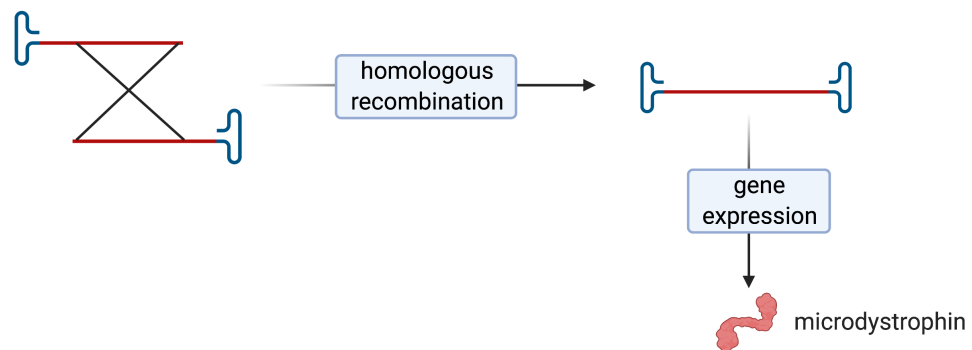 homologous
recombination
gene
expression
microdystrophin